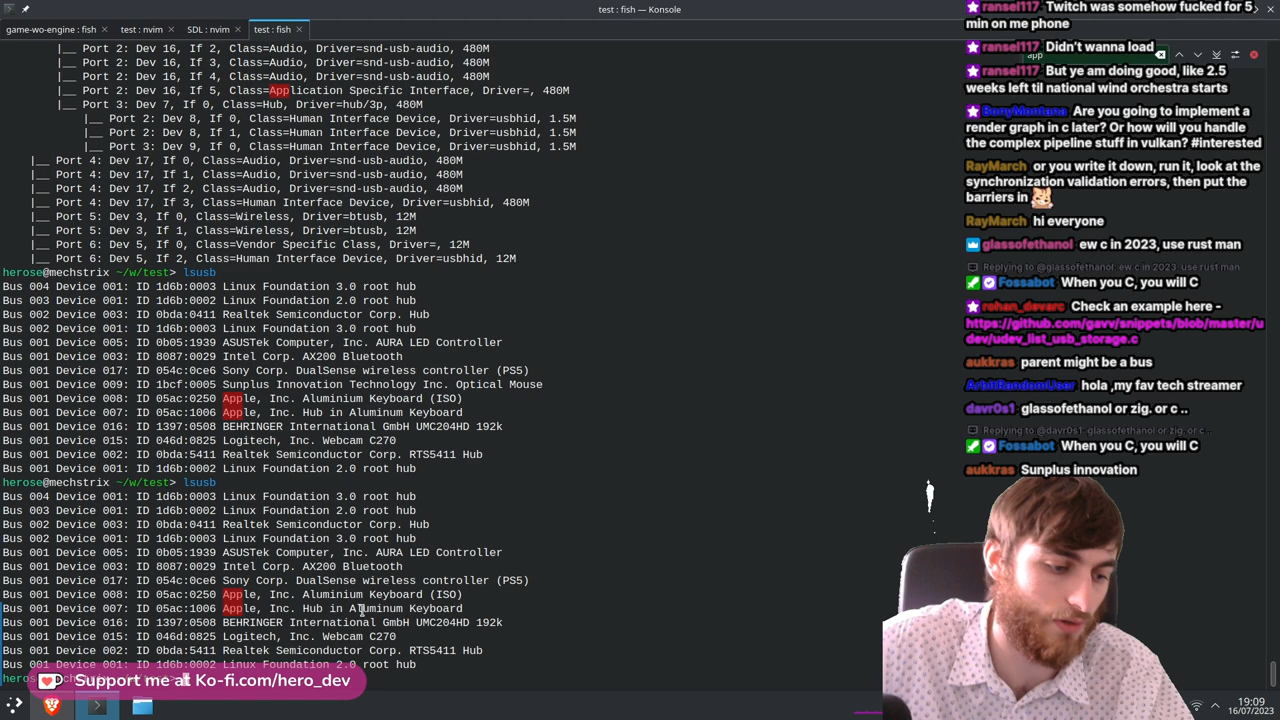 test : fish — Konsole
game-wo-engine : fish
test : nvim
SDL : nvim
test : fish
app
|__ Port 2: Dev 16, If 2, Class=Audio, Driver=snd-usb-audio, 480M
|__ Port 2: Dev 16, If 3, Class=Audio, Driver=snd-usb-audio, 480M
|__ Port 2: Dev 16, If 4, Class=Audio, Driver=snd-usb-audio, 480M
|__ Port 2: Dev 16, If 5, Class=Application Specific Interface, Driver=, 480M
|__ Port 3: Dev 7, If 0, Class=Hub, Driver=hub/3p, 480M
|__ Port 2: Dev 8, If 0, Class=Human Interface Device, Driver=usbhid, 1.5M
|__ Port 2: Dev 8, If 1, Class=Human Interface Device, Driver=usbhid, 1.5M
|__ Port 3: Dev 9, If 0, Class=Human Interface Device, Driver=usbhid, 1.5M
|__ Port 4: Dev 17, If 0, Class=Audio, Driver=snd-usb-audio, 480M
|__ Port 4: Dev 17, If 1, Class=Audio, Driver=snd-usb-audio, 480M
|__ Port 4: Dev 17, If 2, Class=Audio, Driver=snd-usb-audio, 480M
|__ Port 4: Dev 17, If 3, Class=Human Interface Device, Driver=usbhid, 480M
|__ Port 5: Dev 3, If 0, Class=Wireless, Driver=btusb, 12M
|__ Port 5: Dev 3, If 1, Class=Wireless, Driver=btusb, 12M
|__ Port 6: Dev 5, If 0, Class=Vendor Specific Class, Driver=, 12M
|__ Port 6: Dev 5, If 2, Class=Human Interface Device, Driver=usbhid, 12M
herose@mechstrix ~/w/test> lsusb
Bus 004 Device 001: ID 1d6b:0003 Linux Foundation 3.0 root hub
Bus 003 Device 001: ID 1d6b:0002 Linux Foundation 2.0 root hub
Bus 002 Device 003: ID 0bda:0411 Realtek Semiconductor Corp. Hub
Bus 002 Device 001: ID 1d6b:0003 Linux Foundation 3.0 root hub
Bus 001 Device 005: ID 0b05:1939 ASUSTek Computer, Inc. AURA LED Controller
Bus 001 Device 003: ID 8087:0029 Intel Corp. AX200 Bluetooth
Bus 001 Device 017: ID 054c:0ce6 Sony Corp. DualSense wireless controller (PS5)
Bus 001 Device 009: ID 1bcf:0005 Sunplus Innovation Technology Inc. Optical Mouse
Bus 001 Device 008: ID 05ac:0250 Apple, Inc. Aluminium Keyboard (ISO)
Bus 001 Device 007: ID 05ac:1006 Apple, Inc. Hub in Aluminum Keyboard
Bus 001 Device 016: ID 1397:0508 BEHRINGER International GmbH UMC204HD 192k
Bus 001 Device 015: ID 046d:0825 Logitech, Inc. Webcam C270
Bus 001 Device 002: ID 0bda:5411 Realtek Semiconductor Corp. RTS5411 Hub
Bus 001 Device 001: ID 1d6b:0002 Linux Foundation 2.0 root hub
herose@mechstrix ~/w/test> lsusb
Bus 004 Device 001: ID 1d6b:0003 Linux Foundation 3.0 root hub
Bus 003 Device 001: ID 1d6b:0002 Linux Foundation 2.0 root hub
Bus 002 Device 003: ID 0bda:0411 Realtek Semiconductor Corp. Hub
Bus 002 Device 001: ID 1d6b:0003 Linux Foundation 3.0 root hub
Bus 001 Device 005: ID 0b05:1939 ASUSTek Computer, Inc. AURA LED Controller
Bus 001 Device 003: ID 8087:0029 Intel Corp. AX200 Bluetooth
Bus 001 Device 017: ID 054c:0ce6 Sony Corp. DualSense wireless controller (PS5)
Bus 001 Device 008: ID 05ac:0250 Apple, Inc. Aluminium Keyboard (ISO)
Bus 001 Device 007: ID 05ac:1006 Apple, Inc. Hub in Aluminum Keyboard
Bus 001 Device 016: ID 1397:0508 BEHRINGER International GmbH UMC204HD 192k
Bus 001 Device 015: ID 046d:0825 Logitech, Inc. Webcam C270
Bus 001 Device 002: ID 0bda:5411 Realtek Semiconductor Corp. RTS5411 Hub
Bus 001 Device 001: ID 1d6b:0002 Linux Foundation 2.0 root hub
Support me at Ko-fi.com/hero_dev
ransel117 Twitch was somehow fucked for 5
min on me phone
ransel117 Didn't wanna load
ransel117 But ye am doing good, like 2.5
weeks left til national wind orchestra starts
BonyMontana Are you going to implement a
render graph in c later? Or how will you handle
the complex pipeline stuff in vulkan? #interested
RayMarch or you write it down, run it, look at the
synchronization validation errors, then put the
barriers in
RayMarch hi everyone
glassofethanol ew c in 2023, use rust man
Replying to @glassofethanol: ew c in 2023, use rust man
Fossabot When you C, you will C
rohan_devarc Check an example here -
https://github.com/gavv/snippets/blob/master/u
dev/udev_list_usb_storage.c
aukkras parent might be a bus
ArbitRandomUser hola ,my fav tech streamer
davr0s1 glassofethanol or zig. or c ..
Replying to @davr0s1: glassofethanol or zig. or c ..
Fossabot When you C, you will C
aukkras Sunplus innovation
19:09
16/07/2023